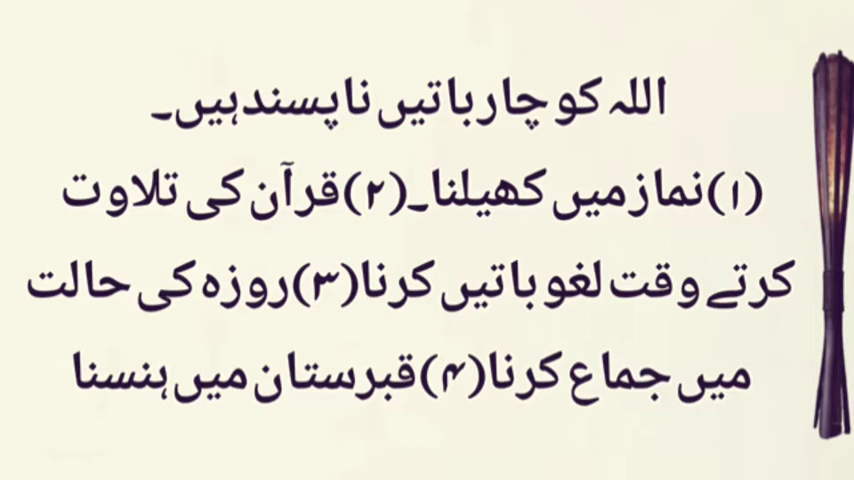 اللہ کو چار باتیں ناپسند ہیں۔
(۱) نماز میں کھیلنا۔ (۲) قرآن کی تلاوت
کرتے وقت لغو باتیں کرنا (۳) روزہ کی حالت
میں جماع کرنا (۴) قبرستان میں ہنسنا